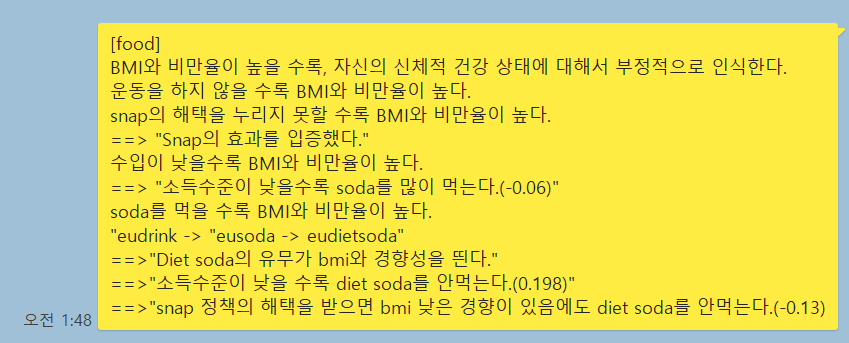 [food]
BMI와 비만율이 높을 수록, 자신의 신체적 건강 상태에 대해서 부정적으로 인식한다.
운동을 하지 않을 수록 BMI와 비만율이 높다.
snap의 해택을 누리지 못할 수록 BMI와 비만율이 높다.
==> "Snap의 효과를 입증했다."
수입이 낮을수록 BMI와 비만율이 높다.
==> "소득수준이 낮을수록 soda를 많이 먹는다.(-0.06)"
soda를 먹을 수록 BMI와 비만율이 높다.
"eudrink -> "eusoda -> eudietsoda"
==>"Diet soda의 유무가 bmi와 경향성을 띈다."
==>"소득수준이 낮을 수록 diet soda를 안먹는다.(0.198)"
==>"snap 정책의 해택을 받으면 bmi 낮은 경향이 있음에도 diet soda를 안먹는다.(-0.13)
오전 1:48